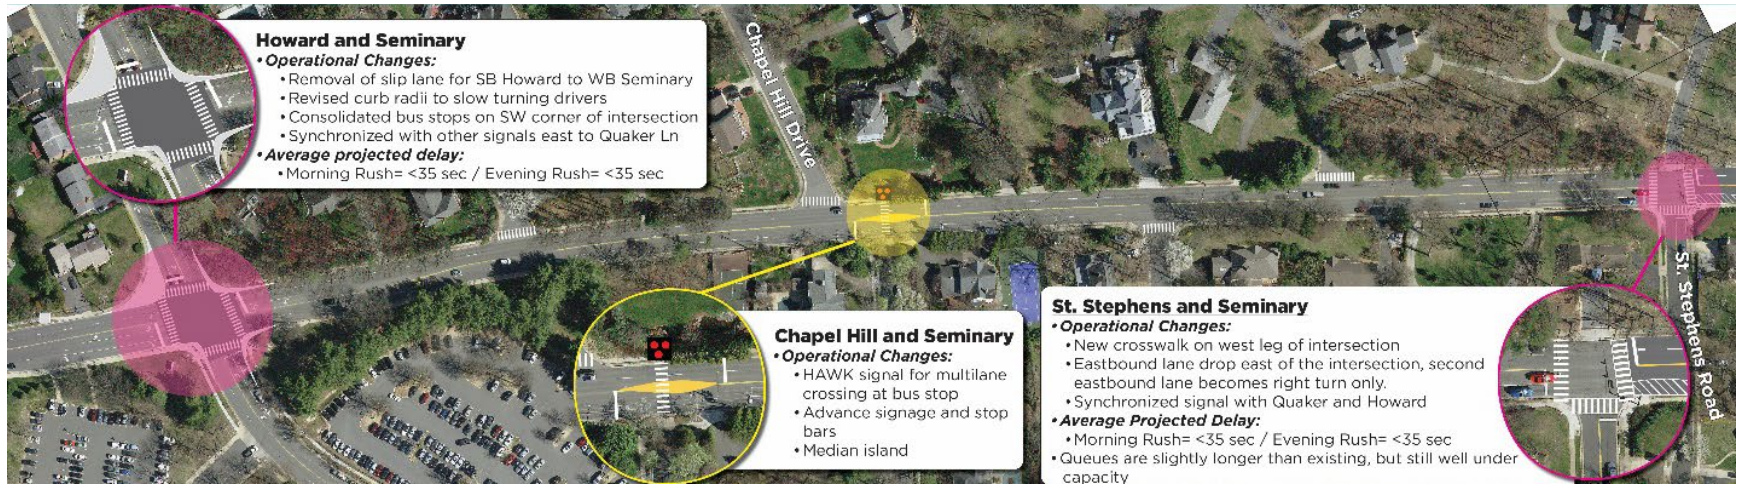 Howard and Seminary
•Operational Changes:
•Removal of slip lane for SB Howard to WB Seminary
•Revised curb radii to slow turning drivers
•Consolidated bus stops on SW corner of intersection
•Synchronized with other signals east to Quaker Ln
•Average projected delay:
•Morning Rush= <35 sec / Evening Rush= <35 sec
Chapel Hill Drive
Chapel Hill and Seminary
•Operational Changes:
•HAWK signal for multilane
crossing at bus stop
•Advance signage and stop
bars
•Median island
St. Stephens and Seminary
•Operational Changes:
•New crosswalk on west leg of intersection
•Eastbound lane drop east of the intersection, second
eastbound lane becomes right turn only.
•Synchronized signal with Quaker and Howard
•Average Projected Delay:
•Morning Rush= <35 sec / Evening Rush= <35 sec
•Queues are slightly longer than existing, but still well under
capacity
St. Stephens Road